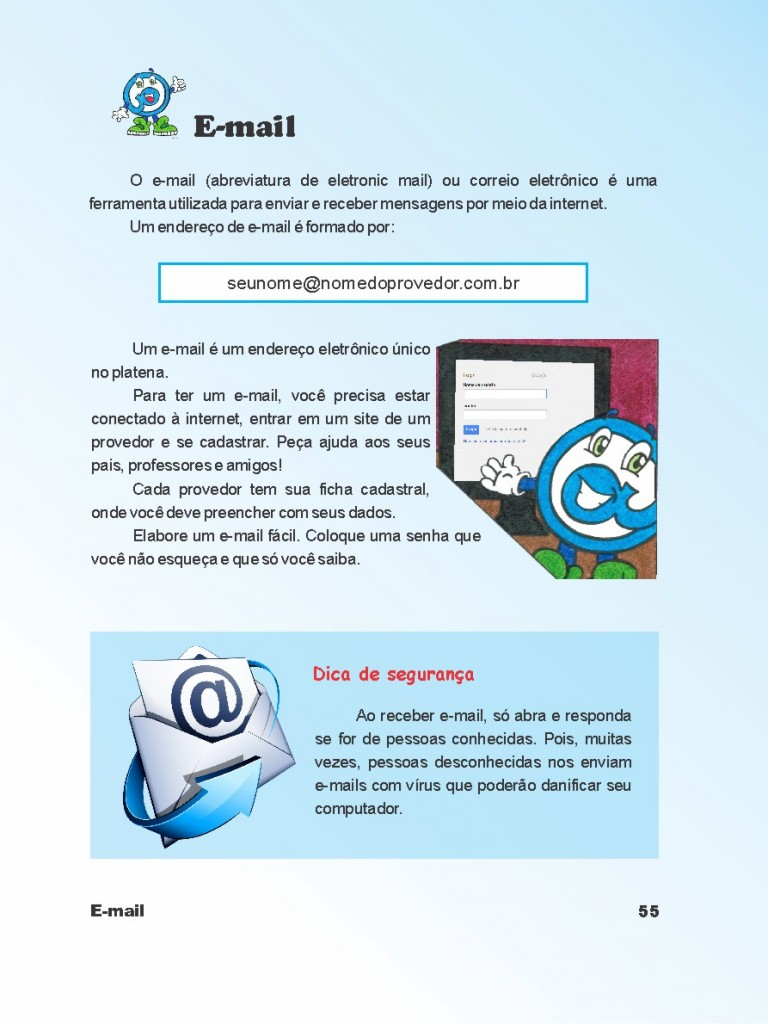 E-mail
O e-mail (abreviatura de eletronic mail) ou correio eletrônico é uma
ferramenta utilizada para enviar e receber mensagens por meio da internet.
Um endereço de e-mail é formado por:
seunome@nomedoprovedor.com.br
Um e-mail é um endereço eletrônico único
no platena.
Para ter um e-mail, você precisa estar
conectado à internet, entrar em um site de um
provedor e se cadastrar. Peça ajuda aos seus
pais, professores e amigos!
Cada provedor tem sua ficha cadastral,
onde você deve preencher com seus dados.
Elabore um e-mail fácil. Coloque uma senha que
você não esqueça e que só você saiba.
Google
@
Dica de segurança
Ao receber e-mail, só abra e responda
se for de pessoas conhecidas. Pois, muitas
vezes, pessoas desconhecidas nos enviam
e-mails com vírus que poderão danificar seu
computador.
E-mail 55